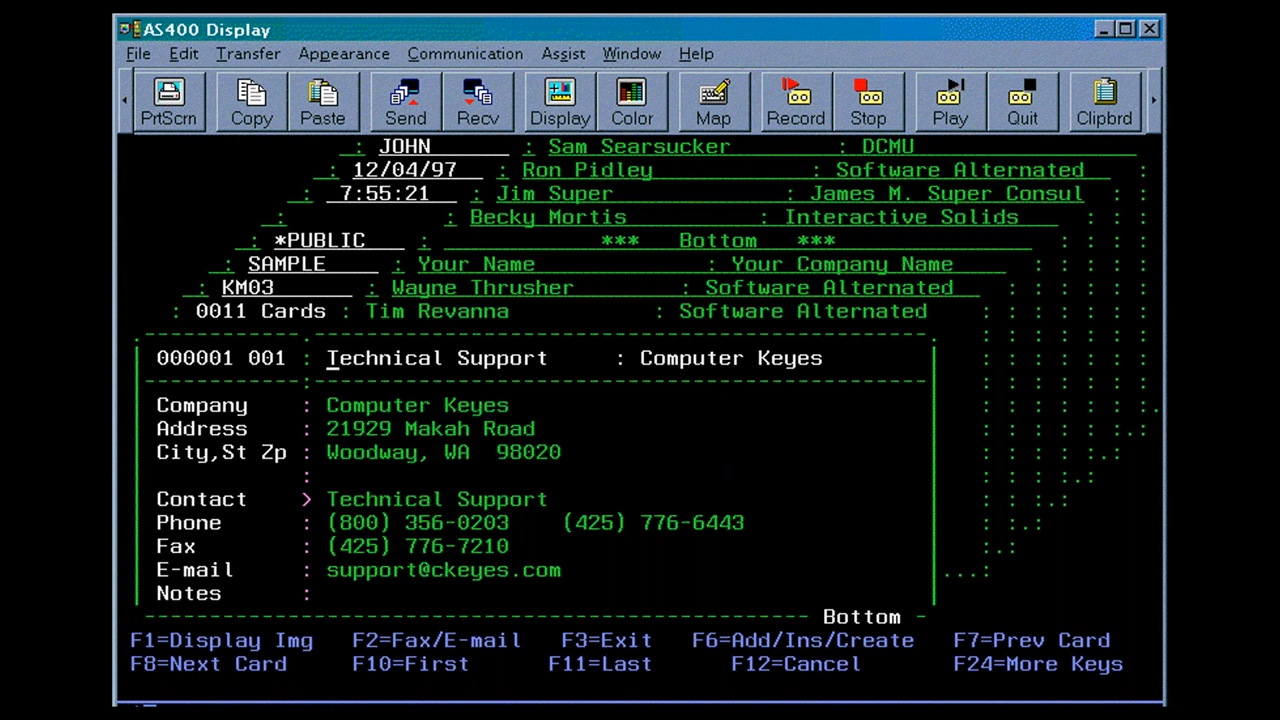 AS400 Display
File Edit Transfer Appearance Communication Assist Window Help
PrtScrn Copy Paste Send Recv Display Color Map Record Stop Play Quit Clipbrd
: JOHN : Sam Searsucker : DCMU
: 12/04/97 : Ron Pidley : Software Alternated :
: 7:55:21 : Jim Super : James M. Super Consul : :
: : Becky Mortis : Interactive Solids : : :
: *PUBLIC : *** Bottom *** : : : :
: SAMPLE : Your Name : Your Company Name : : : : :
: KM03 : Wayne Thrusher : Software Alternated : : : : : :
: 0011 Cards : Tim Revanna : Software Alternated : : : : : : :
000001 001 : Technical Support : Computer Keyes
Company : Computer Keyes
Address : 21929 Makah Road
City,St Zp : Woodway, WA 98020
:
Contact > Technical Support
Phone : (800) 356-0203 (425) 776-6443
Fax : (425) 776-7210
E-mail : support@ckeyes.com
Notes :
Bottom
F1=Display Img F2=Fax/E-mail F3=Exit F6=Add/Ins/Create F7=Prev Card
F8=Next Card F10=First F11=Last F12=Cancel F24=More Keys